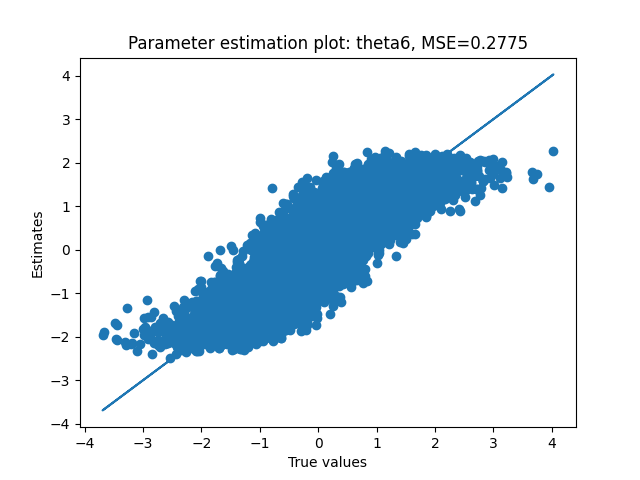 Parameter estimation plot: theta6, MSE=0.2775
4
3
2
1
0
−1
−2
−3
−4
Estimates
−4 −3 −2 −1 0 1 2 3 4
True values